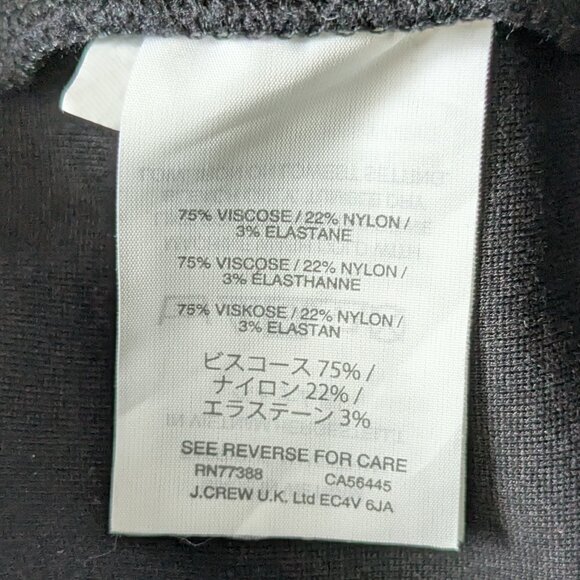 75% VISCOSE / 22% NYLON /
3% ELASTANE
75% VISCOSE / 22% NYLON /
3% ÉLASTHANNE
75% VISKOSE / 22% NYLON /
3% ELASTAN
ビスコース 75% /
ナイロン 22% /
エラステーン 3%
SEE REVERSE FOR CARE
RN77388 CA56445
J.CREW U.K. Ltd EC4V 6JA